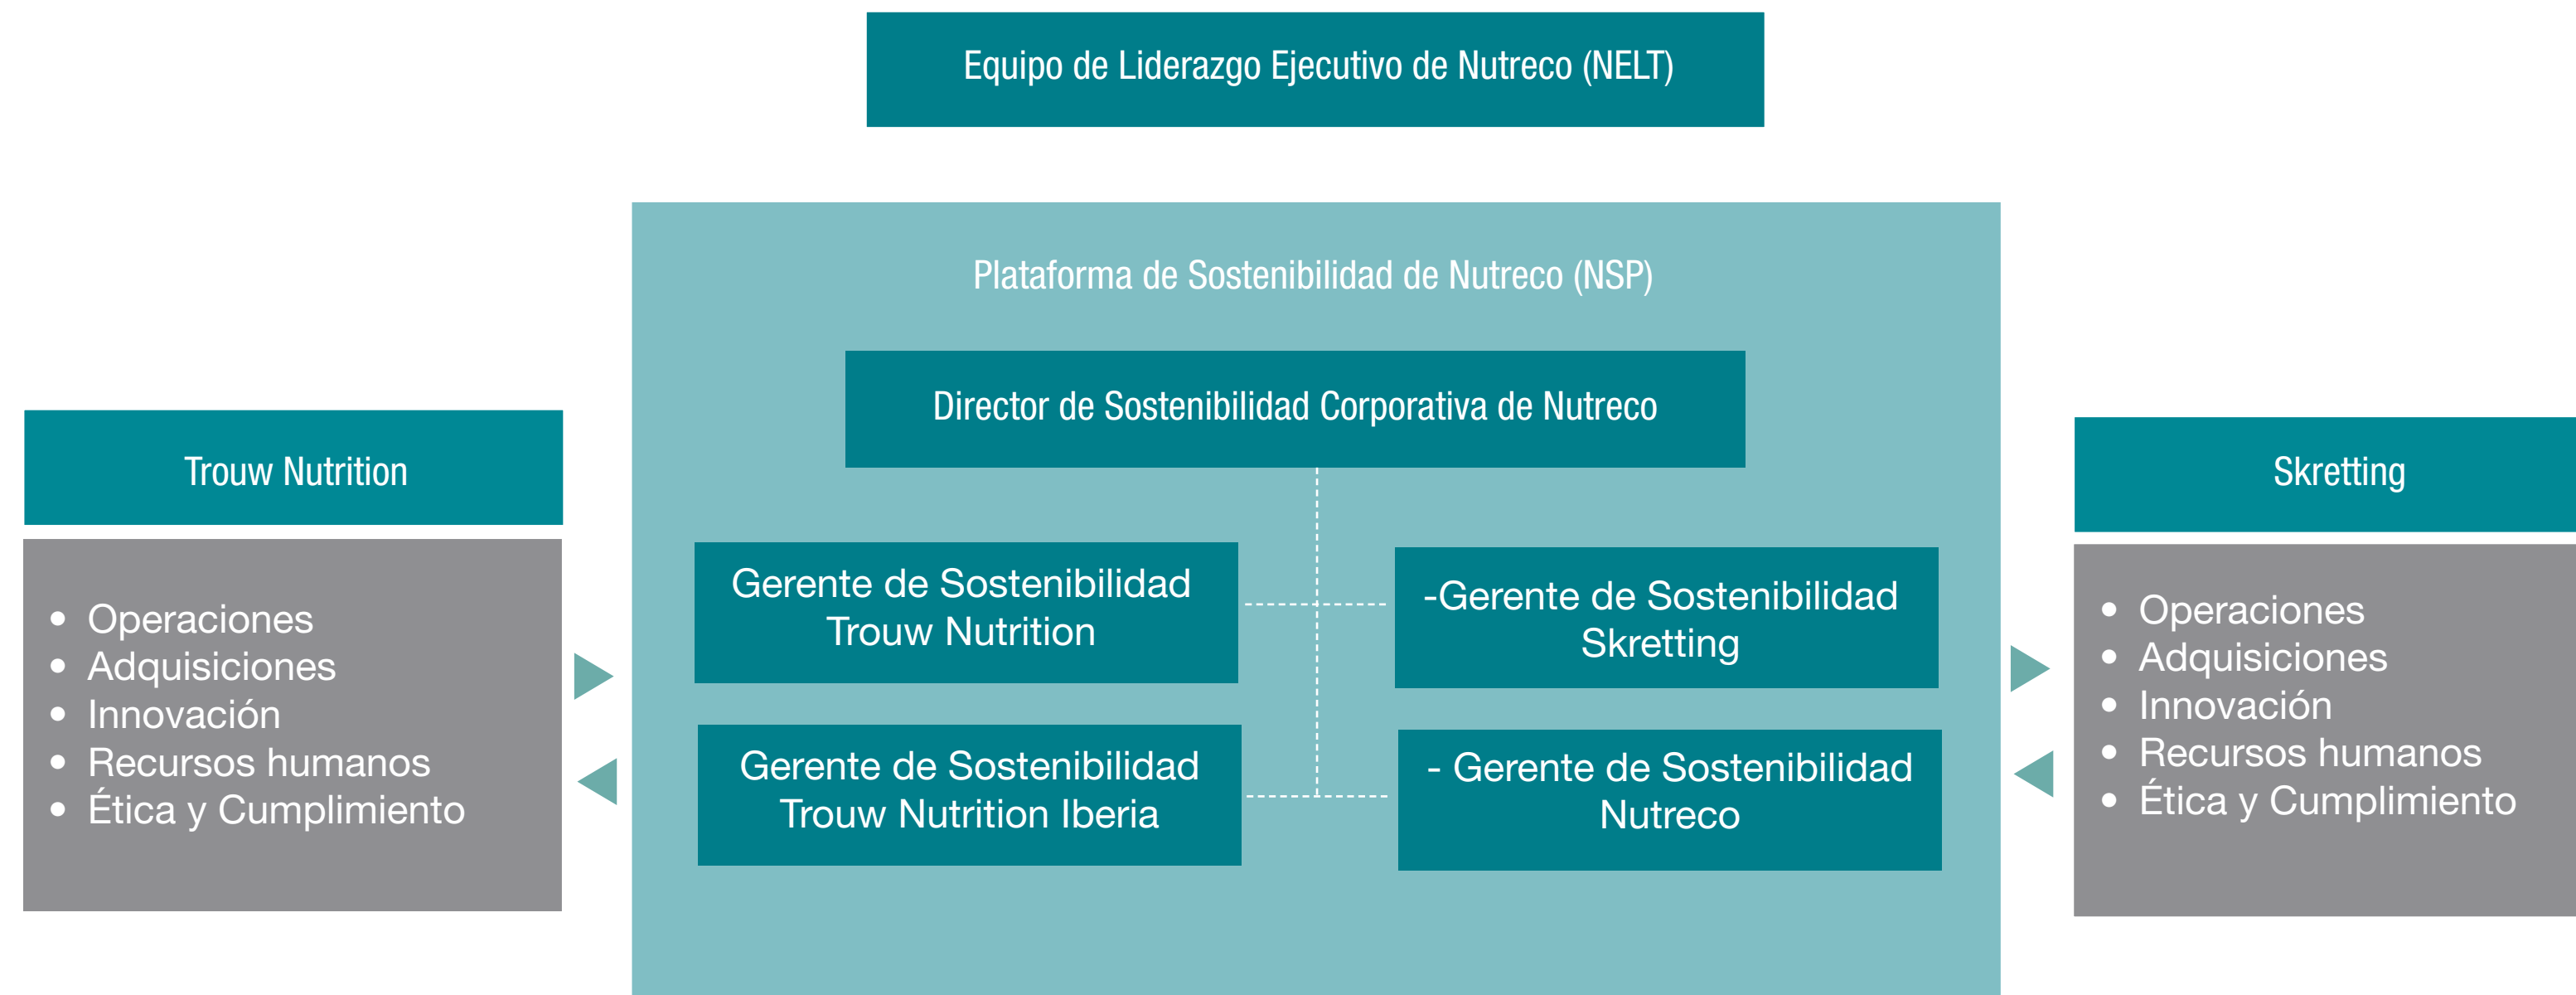 Equipo de Liderazgo Ejecutivo de Nutreco (NELT)
Plataforma de Sostenibilidad de Nutreco (NSP)
Director de Sostenibilidad Corporativa de Nutreco
Trouw Nutrition
• Operaciones
• Adquisiciones
• Innovación
• Recursos humanos
• Ética y Cumplimiento
Gerente de Sostenibilidad
Trouw Nutrition
-Gerente de Sostenibilidad
Skretting
Gerente de Sostenibilidad
Trouw Nutrition Iberia
- Gerente de Sostenibilidad
Nutreco
Skretting
• Operaciones
• Adquisiciones
• Innovación
• Recursos humanos
• Ética y Cumplimiento